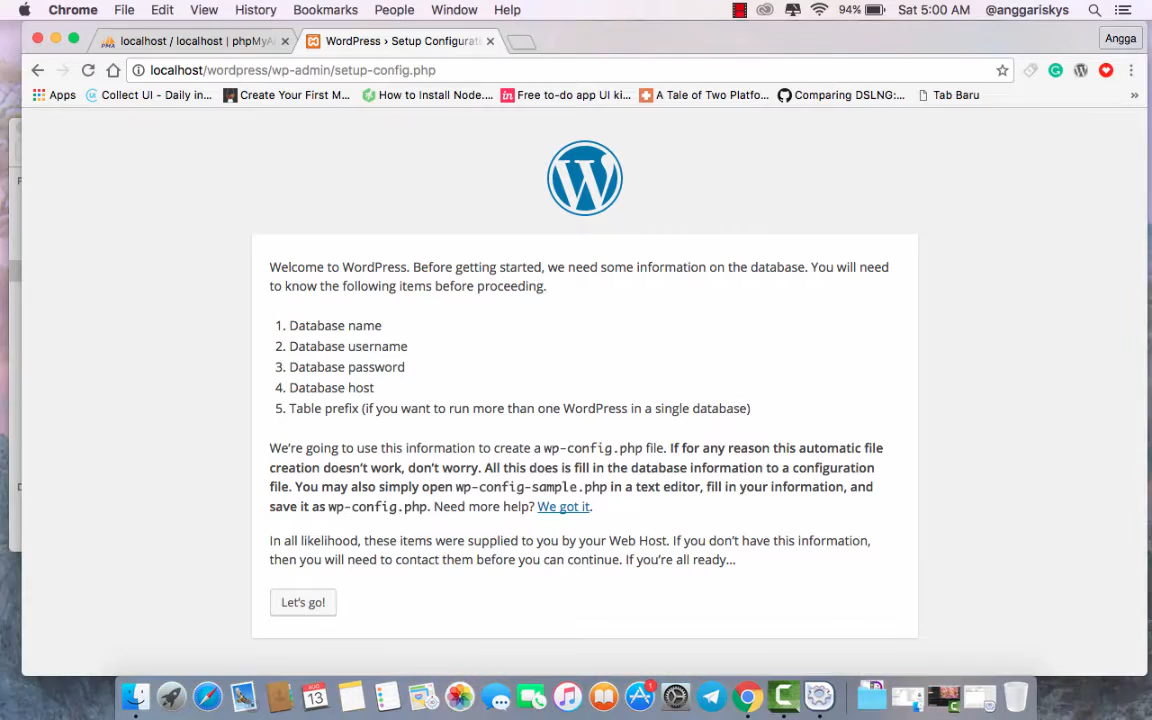 Chrome File Edit View History Bookmarks People Window Help 94% Sat 5:00 AM @anggariskys
localhost / localhost | phpMyA
WordPress › Setup Configurat
Angga
localhost/wordpress/wp-admin/setup-config.php
Apps Collect UI - Daily in... Create Your First M... How to Install Node.... Free to-do app UI ki... A Tale of Two Platfo... Comparing DSLNG:... Tab Baru »
Welcome to WordPress. Before getting started, we need some information on the database. You will need
to know the following items before proceeding.
1. Database name
2. Database username
3. Database password
4. Database host
5. Table prefix (if you want to run more than one WordPress in a single database)
We're going to use this information to create a wp-config.php file. If for any reason this automatic file
creation doesn't work, don't worry. All this does is fill in the database information to a configuration
file. You may also simply open wp-config-sample.php in a text editor, fill in your information, and
save it as wp-config.php. Need more help? We got it.
In all likelihood, these items were supplied to you by your Web Host. If you don't have this information,
then you will need to contact them before you can continue. If you're all ready...
Let's go!
13
1